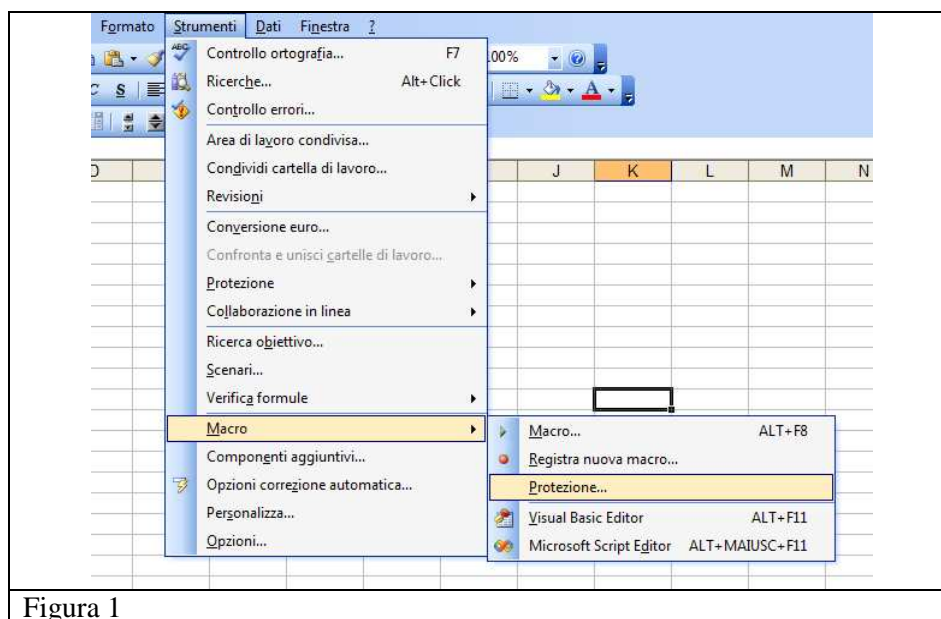 Formato Strumenti Dati Finestra ?
Controllo ortografia... F7
Ricerche... Alt+Click
Controllo errori...
Area di lavoro condivisa...
Condividi cartella di lavoro...
Revisioni
Conversione euro...
Confronta e unisci cartelle di lavoro...
Protezione
Collaborazione in linea
Ricerca obiettivo...
Scenari...
Verifica formule
Macro
Componenti aggiuntivi...
Opzioni correzione automatica...
Personalizza...
Opzioni...
Macro... ALT+F8
Registra nuova macro...
Protezione...
Visual Basic Editor ALT+F11
Microsoft Script Editor ALT+MAIUSC+F11
ABC
00%
C S A
J K L M N
Figura 1